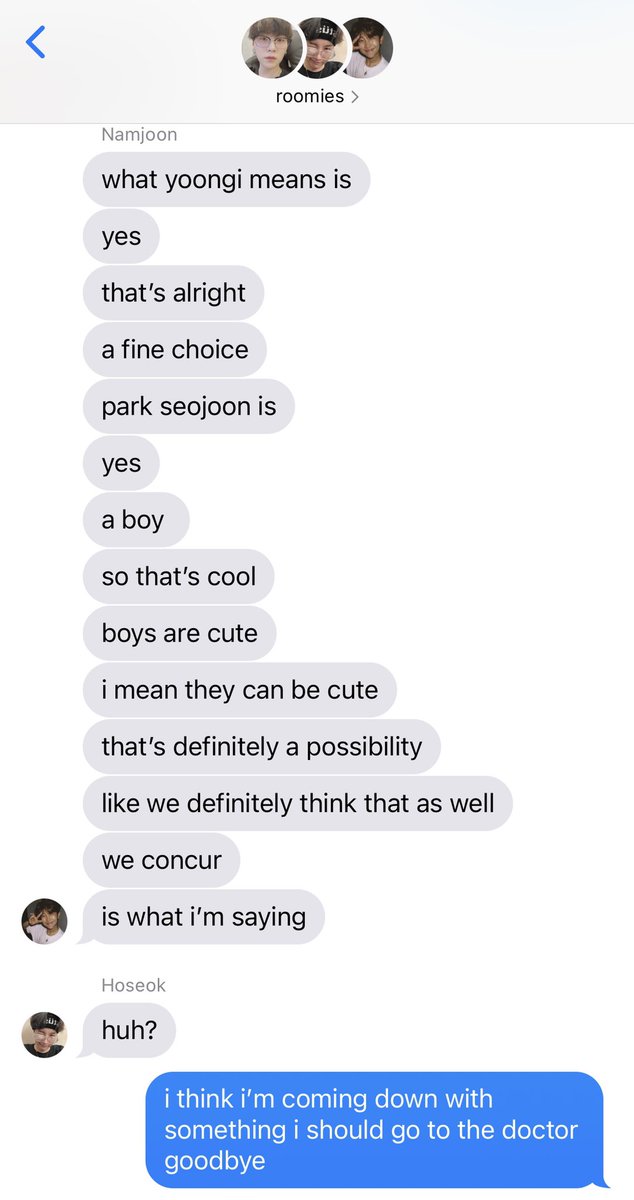 roomies
Namjoon
what yoongi means is
yes
that's alright
a fine choice
park seojoon is
yes
a boy
so that's cool
boys are cute
i mean they can be cute
that's definitely a possibility
like we definitely think that as well
we concur
is what i'm saying
Hoseok
huh?
i think i'm coming down with
something i should go to the doctor
goodbye